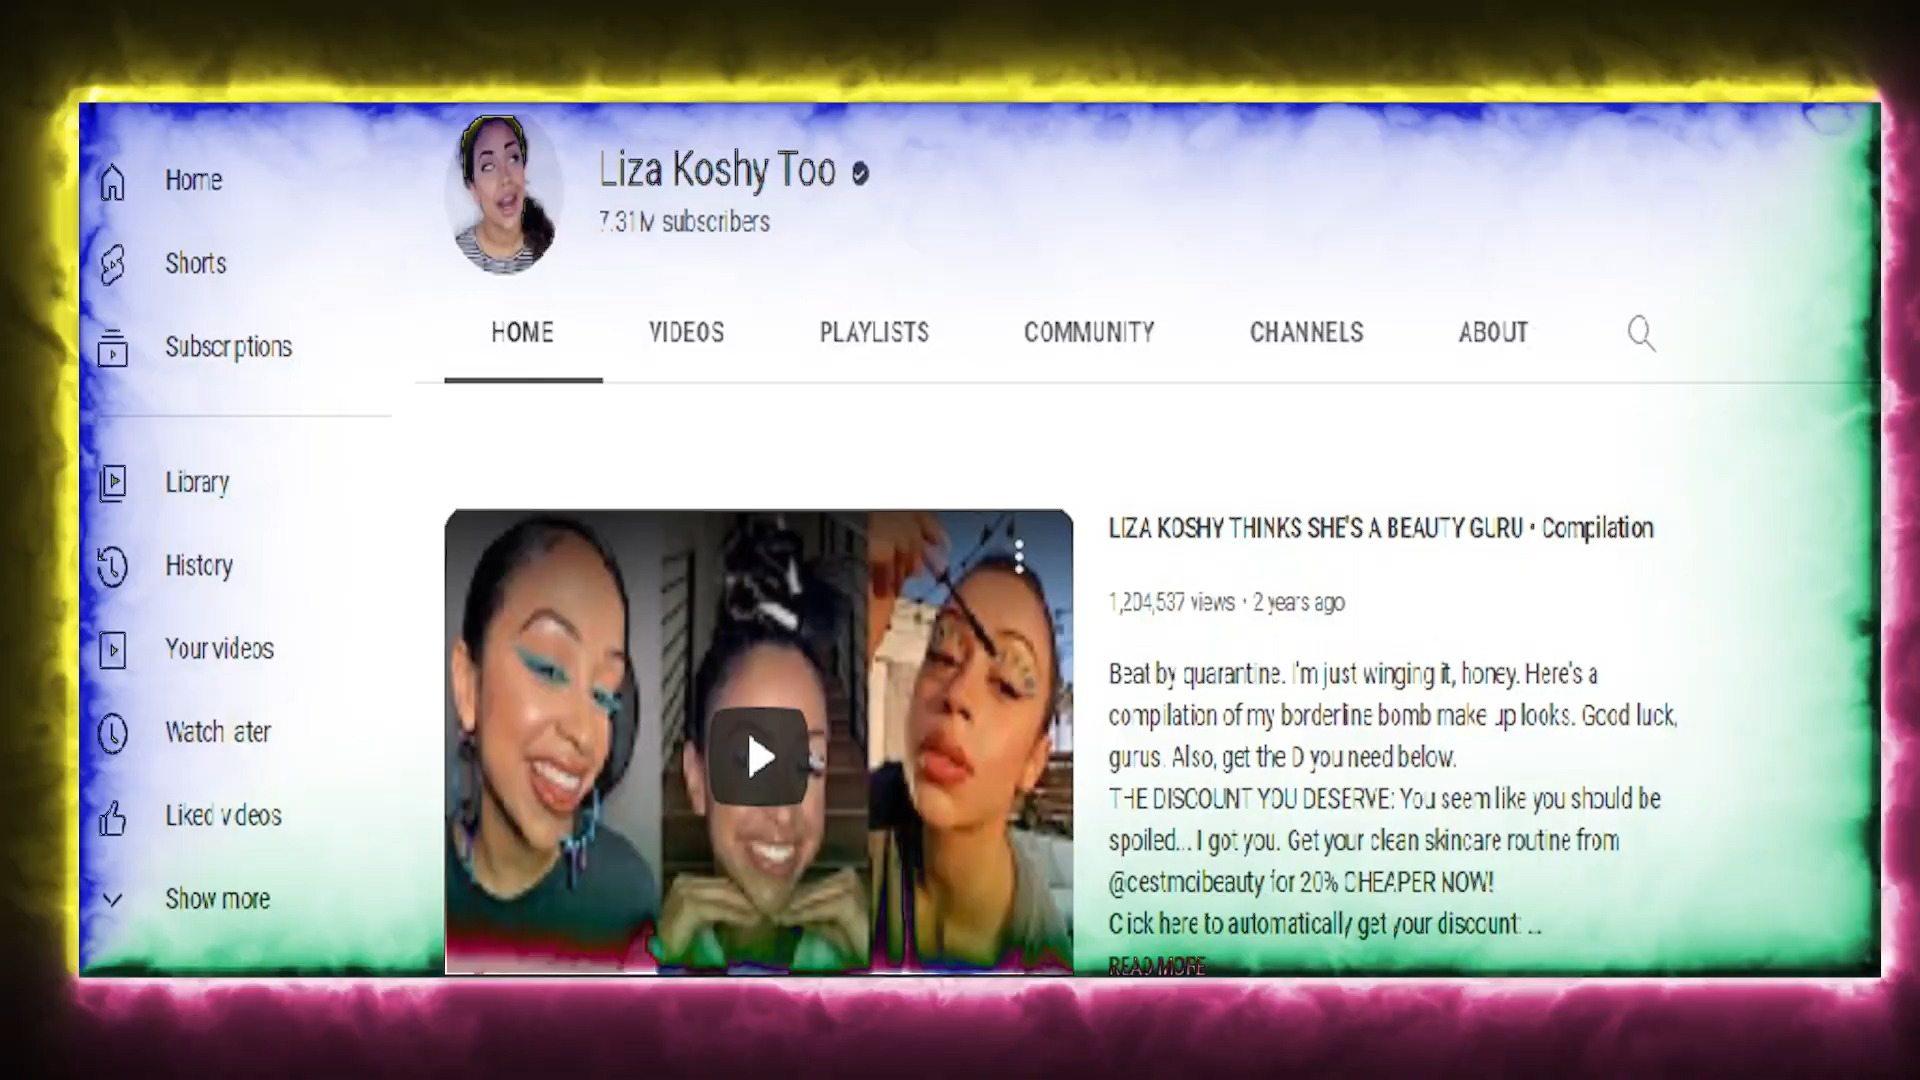 Home
Shorts
Subscriptions
Library
History
Your videos
Watch later
Liked videos
Show more
Liza Koshy Too
7.31M subscribers
HOME VIDEOS PLAYLISTS COMMUNITY CHANNELS ABOUT
LIZA KOSHY THINKS SHE'S A BEAUTY GURU • Compilation
1,204,537 views • 2 years ago
Beat by quarantine. I'm just winging it, honey. Here's a
compilation of my borderline bomb make up looks. Good luck,
gurus. Also, get the D you need below.
THE DISCOUNT YOU DESERVE: You seem like you should be
spoiled... I got you. Get your clean skincare routine from
@cestmoibeauty for 20% CHEAPER NOW!
Click here to automatically get your discount: ...
READ MORE